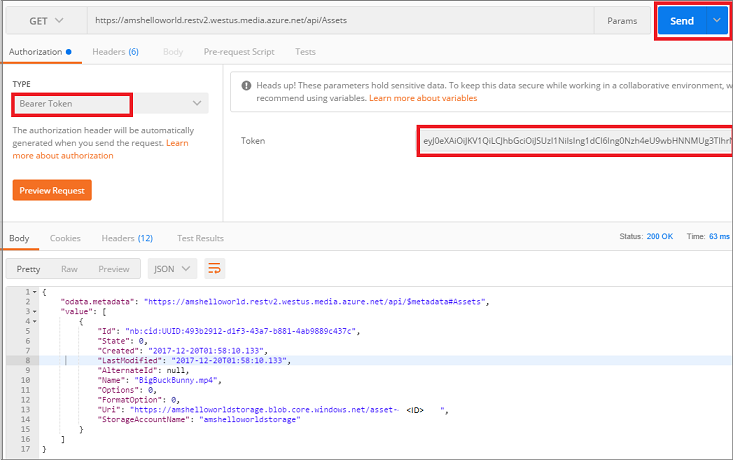 GET https://amshelloworld.restv2.westus.media.azure.net/api/Assets Params Send
Authorization Headers (6) Body Pre-request Script Tests
TYPE
Bearer Token
The authorization header will be automatically
generated when you send the request. Learn
more about authorization
Preview Request
Heads up! These parameters hold sensitive data. To keep this data secure while working in a collaborative environment, w
recommend using variables. Learn more about variables
Token
Body Cookies Headers (12) Test Results Status: 200 OK Time: 63 ms
Pretty Raw Preview JSON
1 {
2 "odata.metadata": "https://amshelloworld.restv2.westus.media.azure.net/api/$metadata#Assets",
3 "value": [
4 {
5 "Id": "nb:cid:UUID:493b2912-d1f3-43a7-b881-4ab9889c437c",
6 "State": 0,
7 "Created": "2017-12-20T01:58:10.133",
8 "LastModified": "2017-12-20T01:58:10.133",
9 "AlternateId": null,
10 "Name": "BigBuckBunny.mp4",
11 "Options": 0,
12 "FormatOption": 0,
13 "Uri": "https://amshelloworldstorage.blob.core.windows.net/asset- <ID> ",
14 "StorageAccountName": "amshelloworldstorage"
15 }
16 ]
17 }